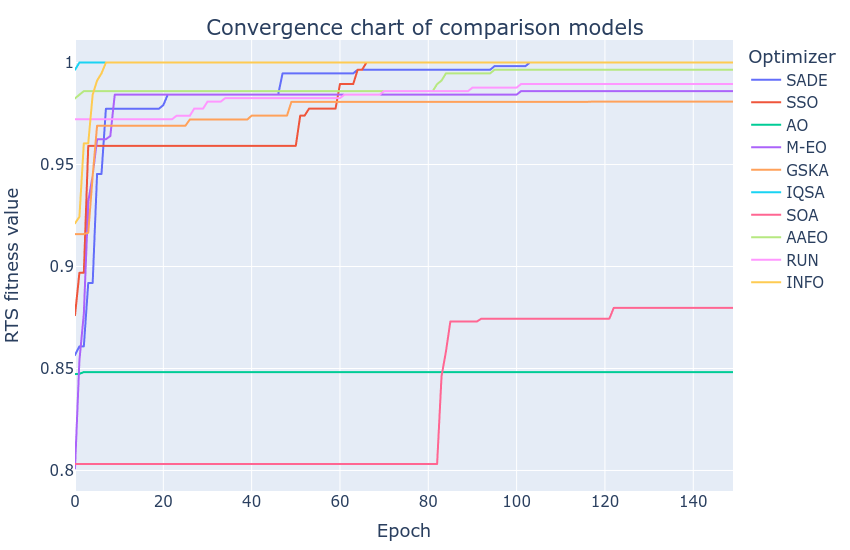 Convergence chart of comparison models
RTS fitness value
1
0.95
0.9
0.85
0.8
0 20 40 60 80 100 120 140
Epoch
Optimizer
SADE
SSO
AO
M-EO
GSKA
IQSA
SOA
AAEO
RUN
INFO